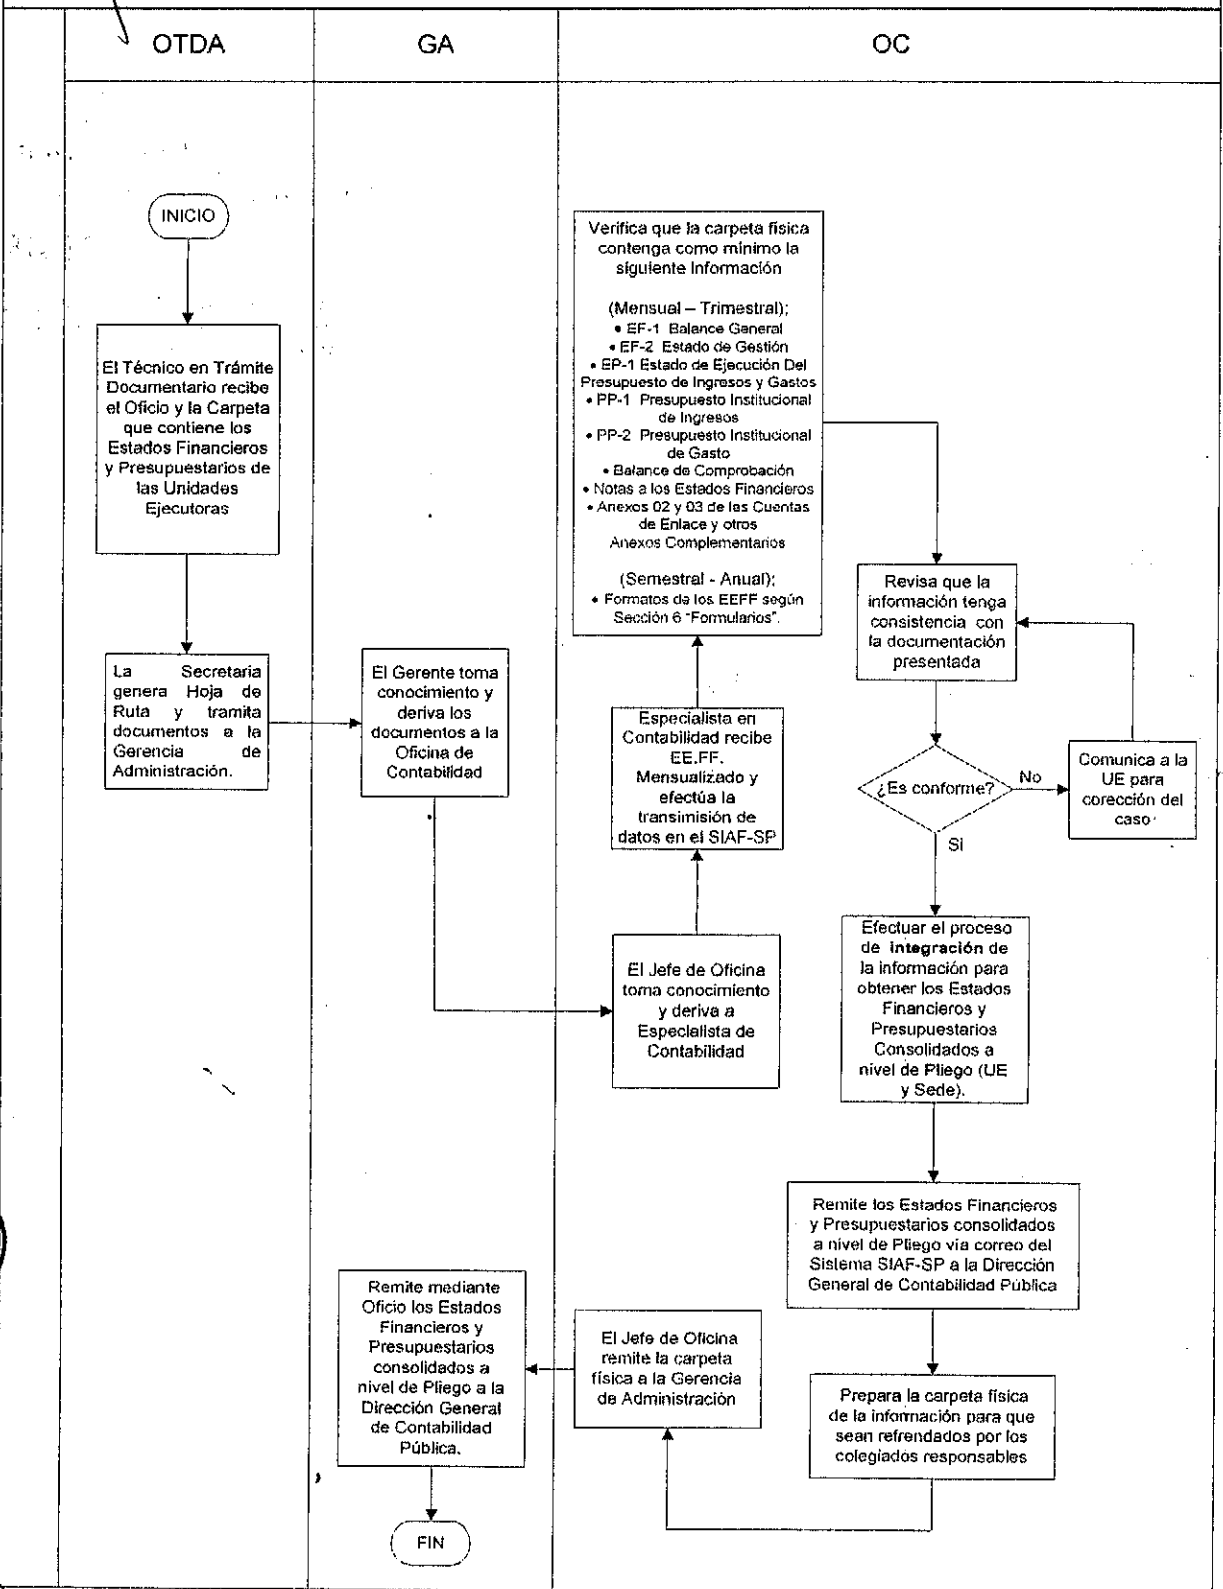 OTDA
GA
OC
INICIO
El Técnico en Trámite
Documentario recibe
el Oficio y la Carpeta
que contiene los
Estados Financieros
y Presupuestarios de
las Unidades
Ejecutoras
La Secretaria
genera Hoja de
Ruta y tramita
documentos a la
Gerencia de
Administración.
El Gerente toma
conocimiento y
deriva los
documentos a la
Oficina de
Contabilidad
El Jefe de Oficina
toma conocimiento
y deriva a
Especialista de
Contabilidad
Especialista en
Contabilidad recibe
EE.FF.
Mensualizado y
efectúa la
transimisión de
datos en el SIAF-SP
Verifica que la carpeta física
contenga como mínimo la
siguiente Información
(Mensual – Trimestral);
• EF-1 Balance General
• EF-2 Estado de Gestión
• EP-1 Estado de Ejecución Del
Presupuesto de Ingresos y Gastos
• PP-1 Presupuesto Institucional
de Ingresos
• PP-2 Presupuesto Institucional
de Gasto
• Balance de Comprobación
• Notas a los Estados Financieros
• Anexos 02 y 03 de las Cuentas
de Enlace y otros
Anexos Complementarios
(Semestral - Anual);
• Formatos de los EEFF según
Sección 6 "Formularios".
Revisa que la
información tenga
consistencia con
la documentación
presentada
¿Es conforme?
No
Comunica a la
UE para
corección del
caso
SI
Efectuar el proceso
de integración de
la información para
obtener los Estados
Financieros y
Presupuestarios
Consolidados a
nivel de Pliego (UE
y Sede).
Remite los Estados Financieros
y Presupuestarios consolidados
a nivel de Pliego vía correo del
Sistema SIAF-SP a la Dirección
General de Contabilidad Pública
Prepara la carpeta física
de la información para que
sean refrendados por los
colegiados responsables
El Jefe de Oficina
remite la carpeta
física a la Gerencia
de Administración
Remite mediante
Oficio los Estados
Financieros y
Presupuestarios
consolidados a
nivel de Pliego a la
Dirección General
de Contabilidad
Pública.
FIN